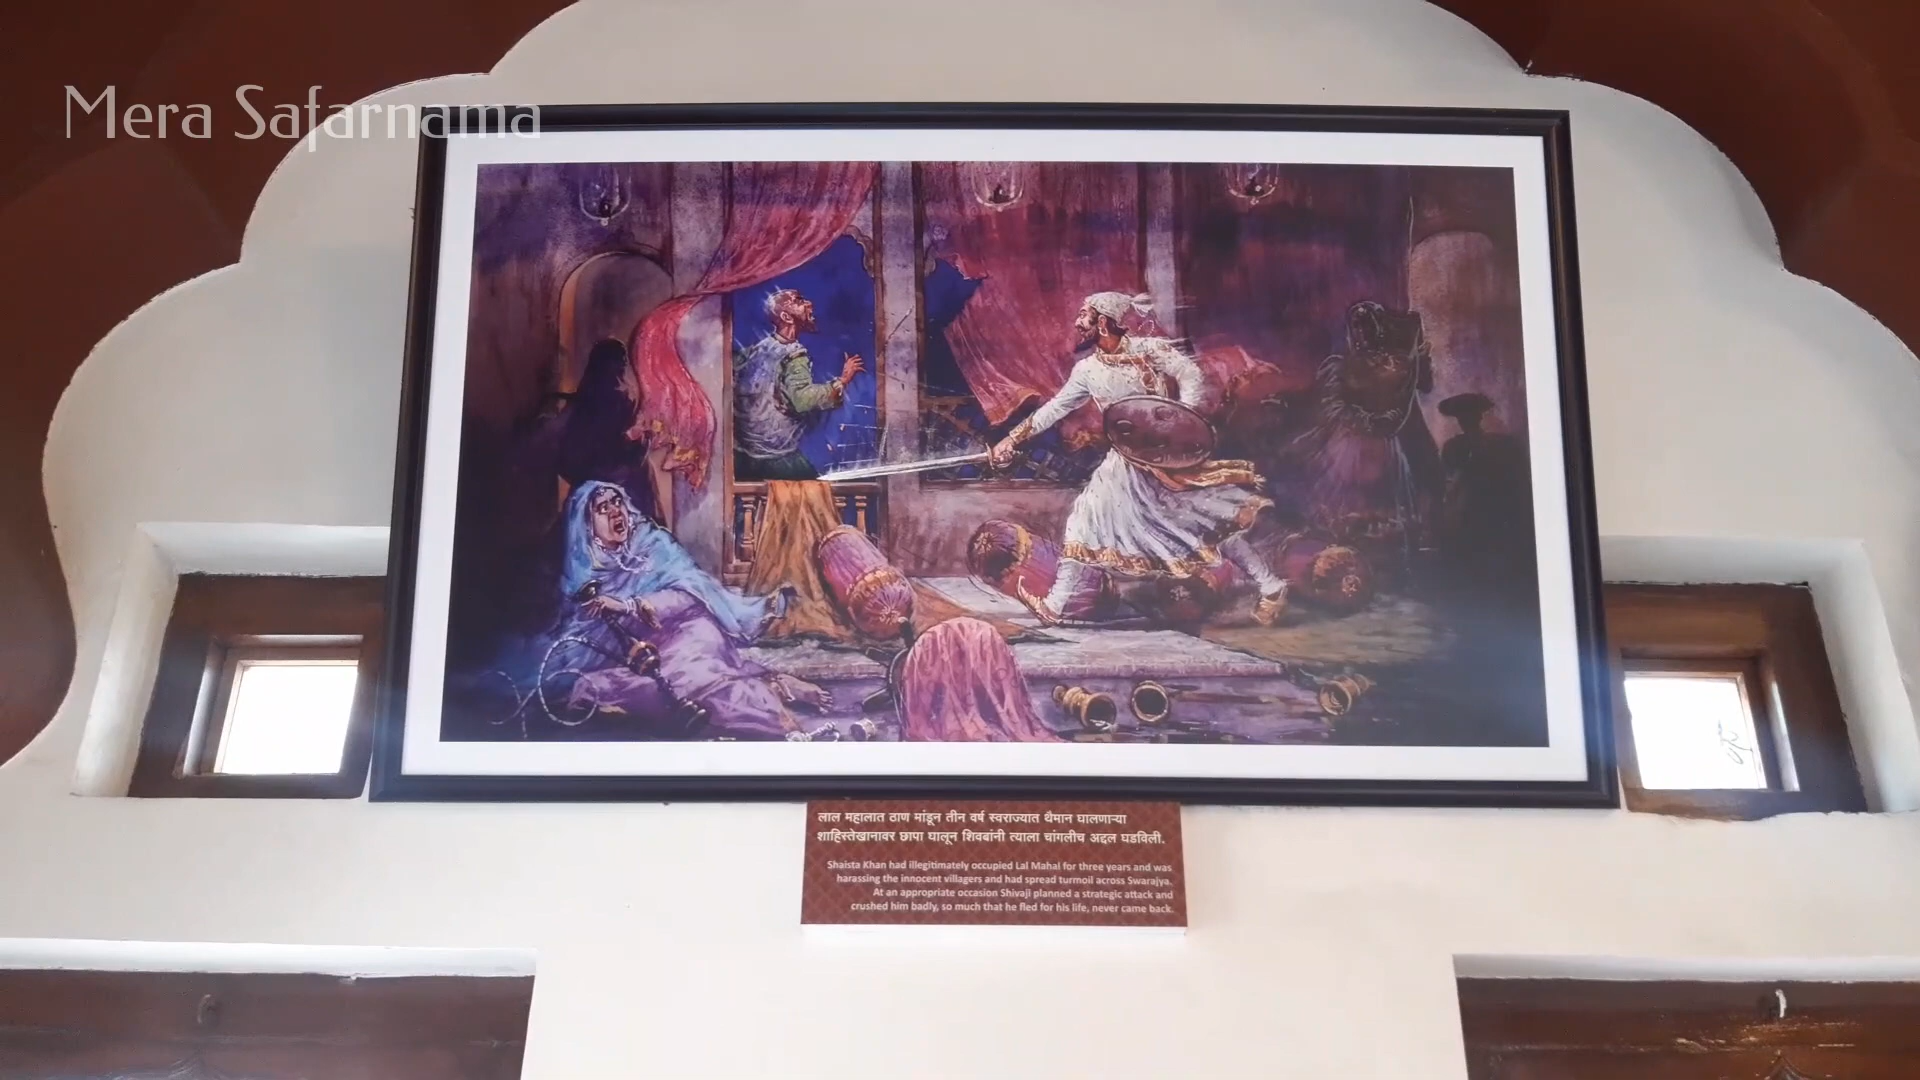 Mera Safarnama
लाल महालात ठाण मांडून तीन वर्ष स्वराज्यात थैमान घालणाऱ्या
शाहिस्तेखानावर छापा घालून शिवबांनी त्याला चांगलीच अद्दल घडविली.
Shaista Khan had illegitimately occupied Lal Mahal for three years and was
harassing the innocent villagers and had spread turmoil across Swarajya.
At an appropriate occasion Shivaji planned a strategic attack and
crushed him badly, so much that he fled for his life, never came back.